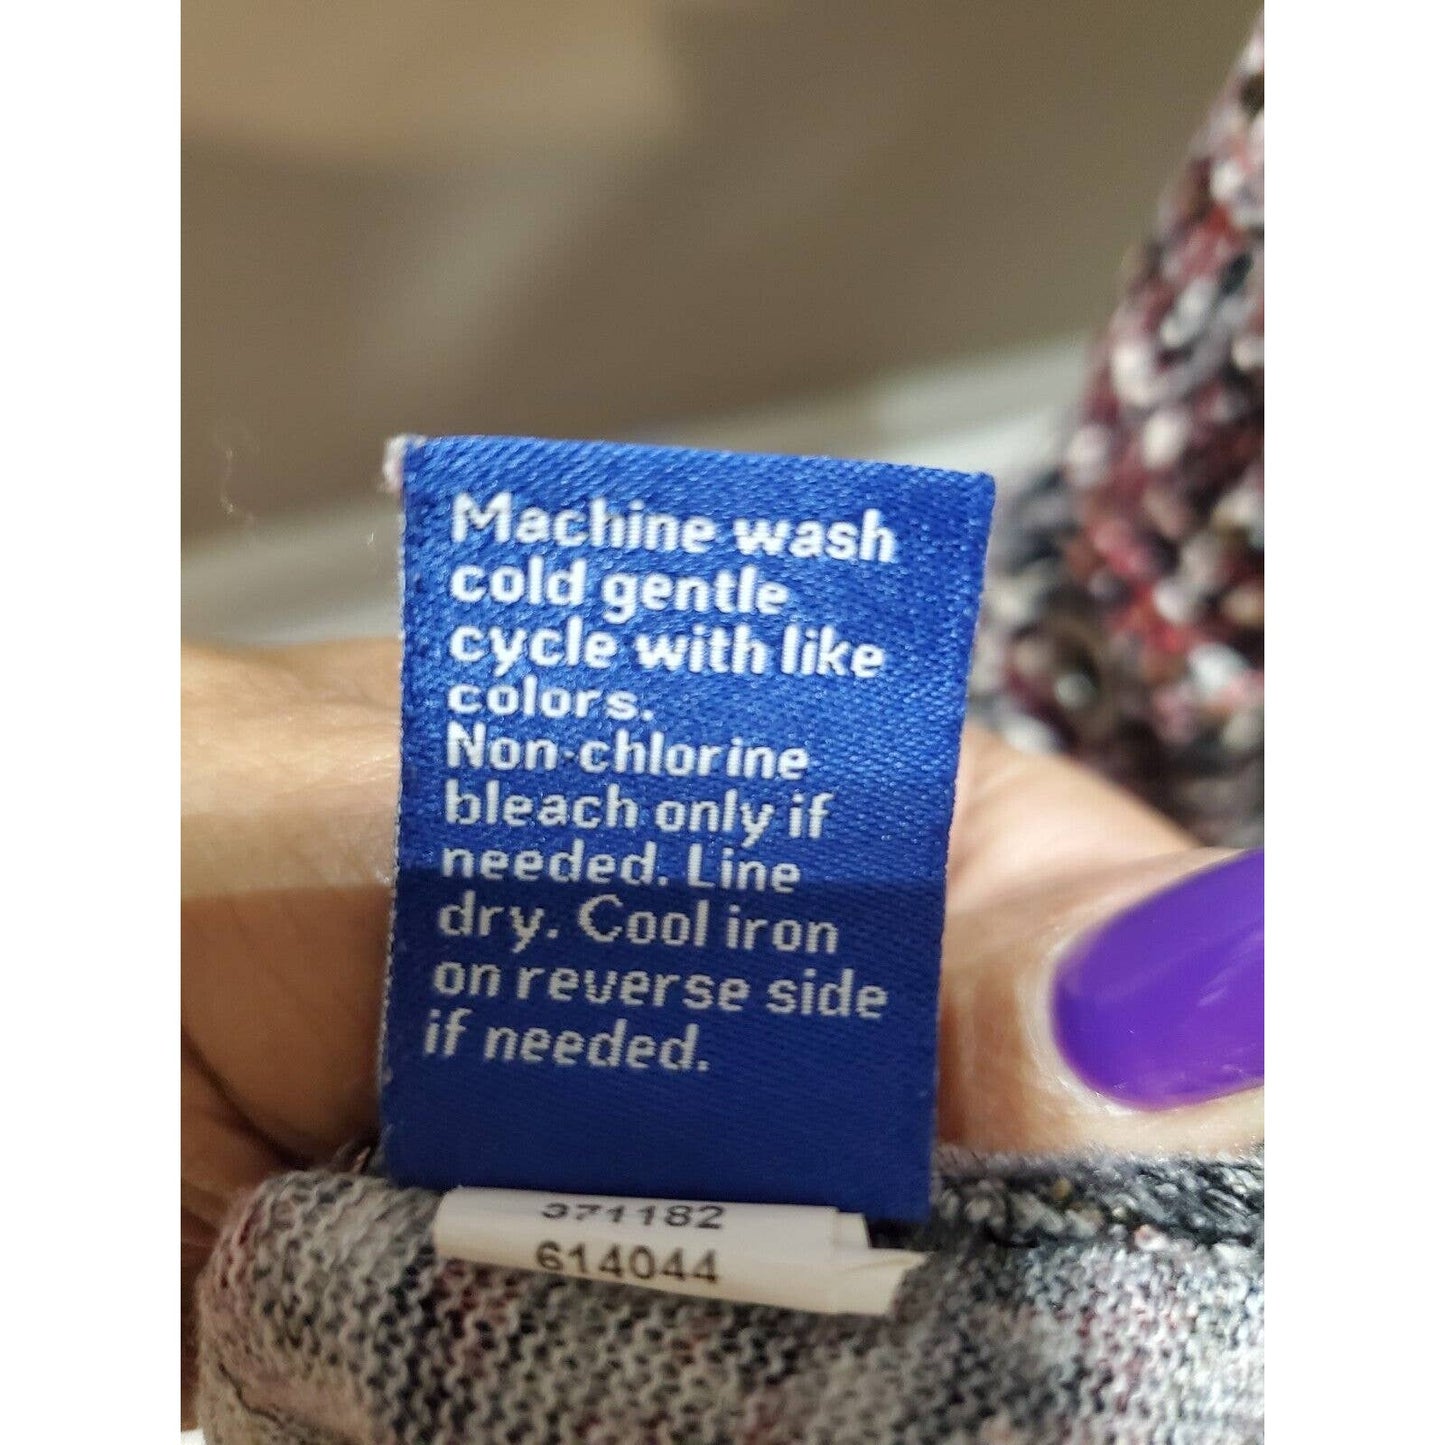 Machine wash
cold gentle
cycle with like
colors.
Non-chlorine
bleach only if
needed. Line
dry. Cool iron
on reverse side
if needed.
371182
614044